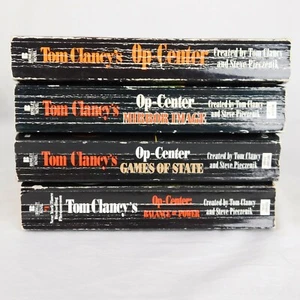 Tom Clancy's Op-Center Created by Tom Clancy
and Steve Pieczenik
Tom Clancy's Op-Center
MIRROR IMAGE Created by Tom Clancy
and Steve Pieczenik
Tom Clancy's Op-Center
GAMES OF STATE Created by Tom Clancy
and Steve Pieczenik
Tom Clancy's Op-Center:
BALANCE OF POWER Created by Tom Clancy
and Steve Pieczenik